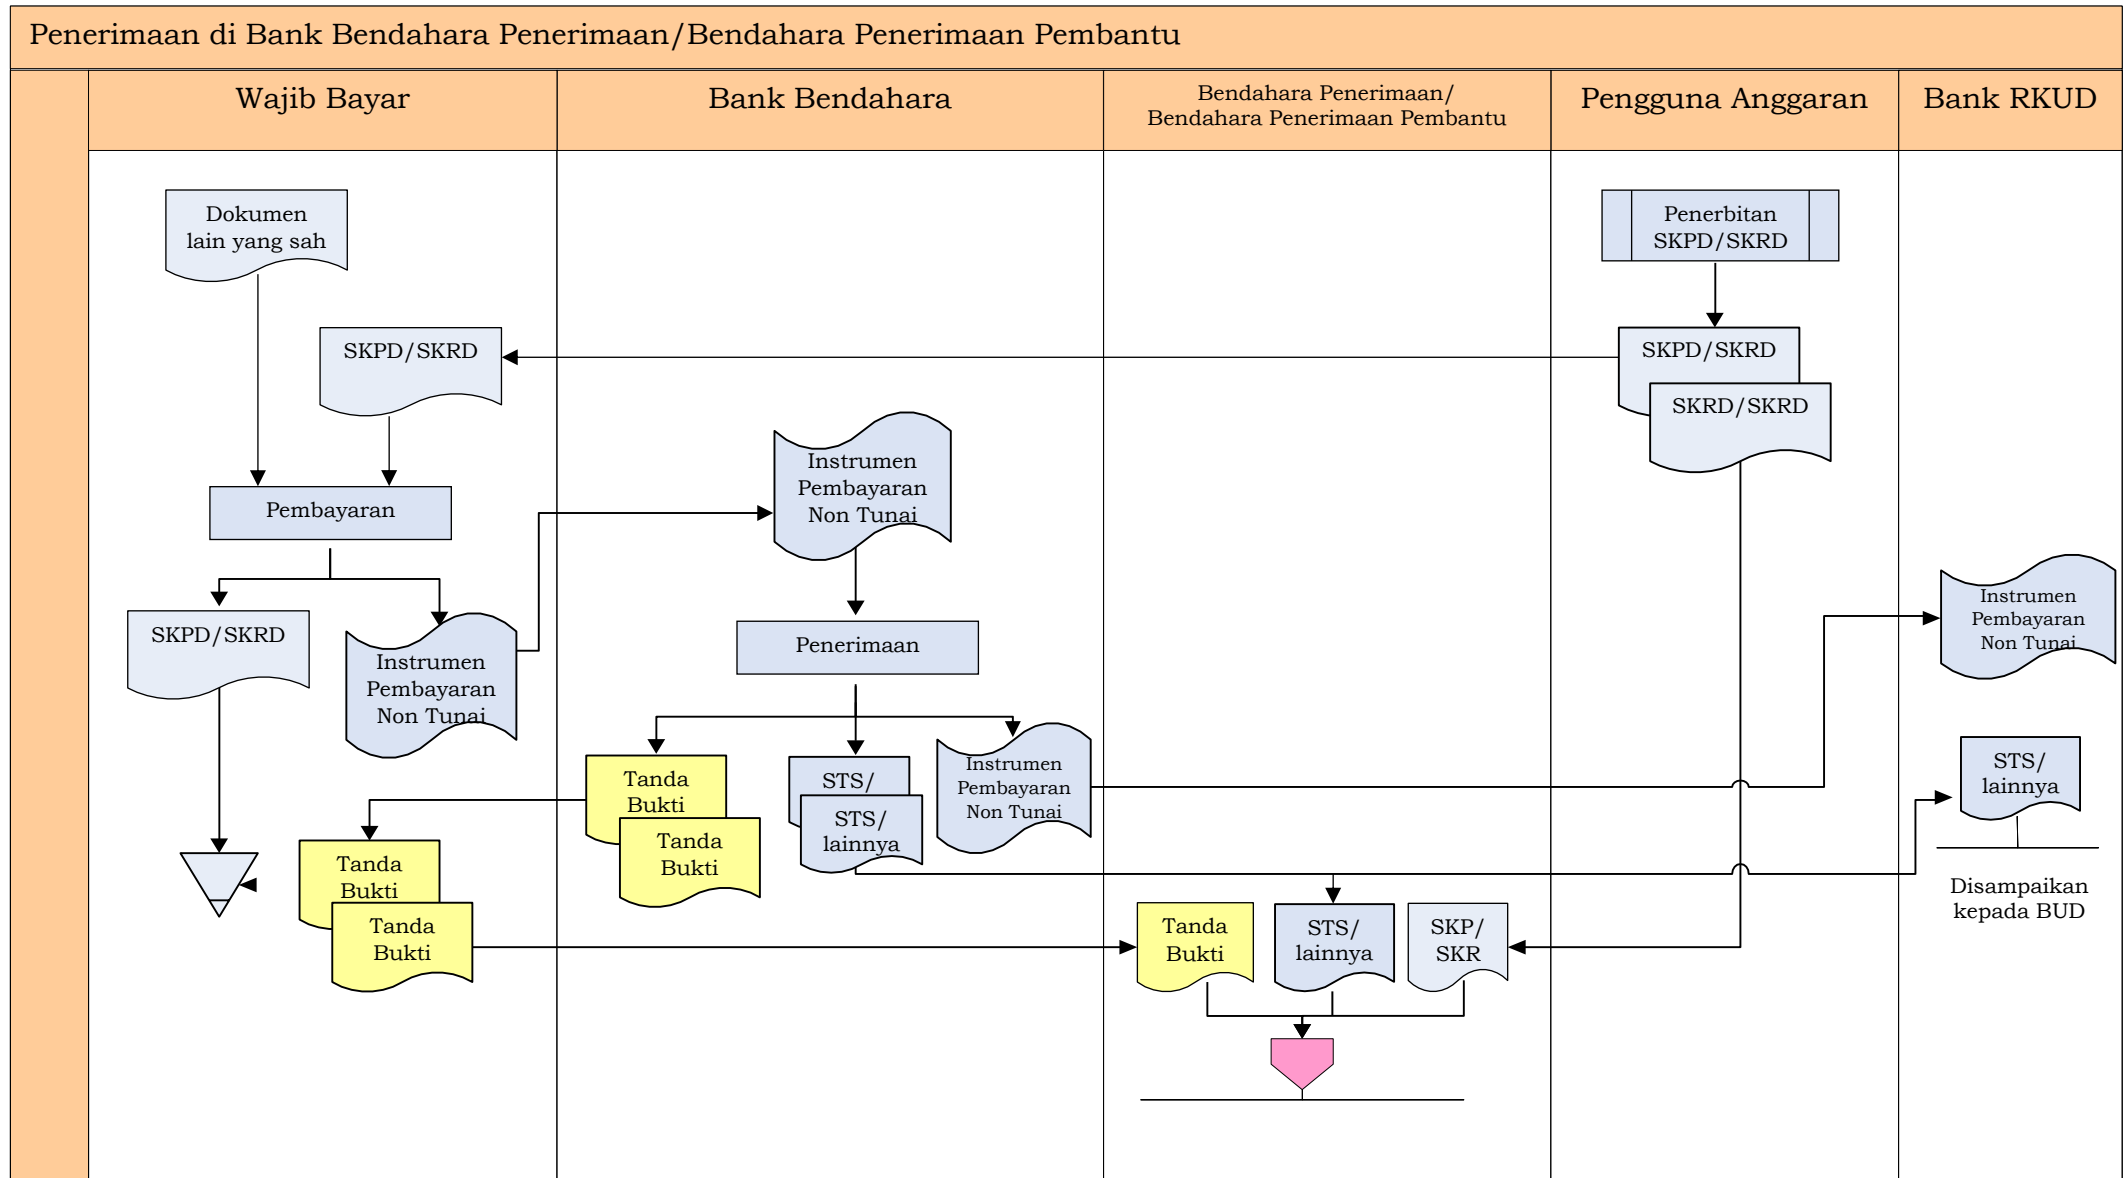 Penerimaan di Bank Bendahara Penerimaan/Bendahara Penerimaan Pembantu
Wajib Bayar
Bank Bendahara
Bendahara Penerimaan/
Bendahara Penerimaan Pembantu
Pengguna Anggaran
Bank RKUD
Dokumen
lain yang sah
SKPD/SKRD
Pembayaran
SKPD/SKRD
Instrumen
Pembayaran
Non Tunai
Tanda
Bukti
Tanda
Bukti
Instrumen
Pembayaran
Non Tunai
Penerimaan
Tanda
Bukti
Tanda
Bukti
STS/
STS/
lainnya
Instrumen
Pembayaran
Non Tunai
Tanda
Bukti
STS/
lainnya
SKP/
SKR
Penerbitan
SKPD/SKRD
SKPD/SKRD
SKRD/SKRD
Instrumen
Pembayaran
Non Tunai
STS/
lainnya
Disampaikan
kepada BUD